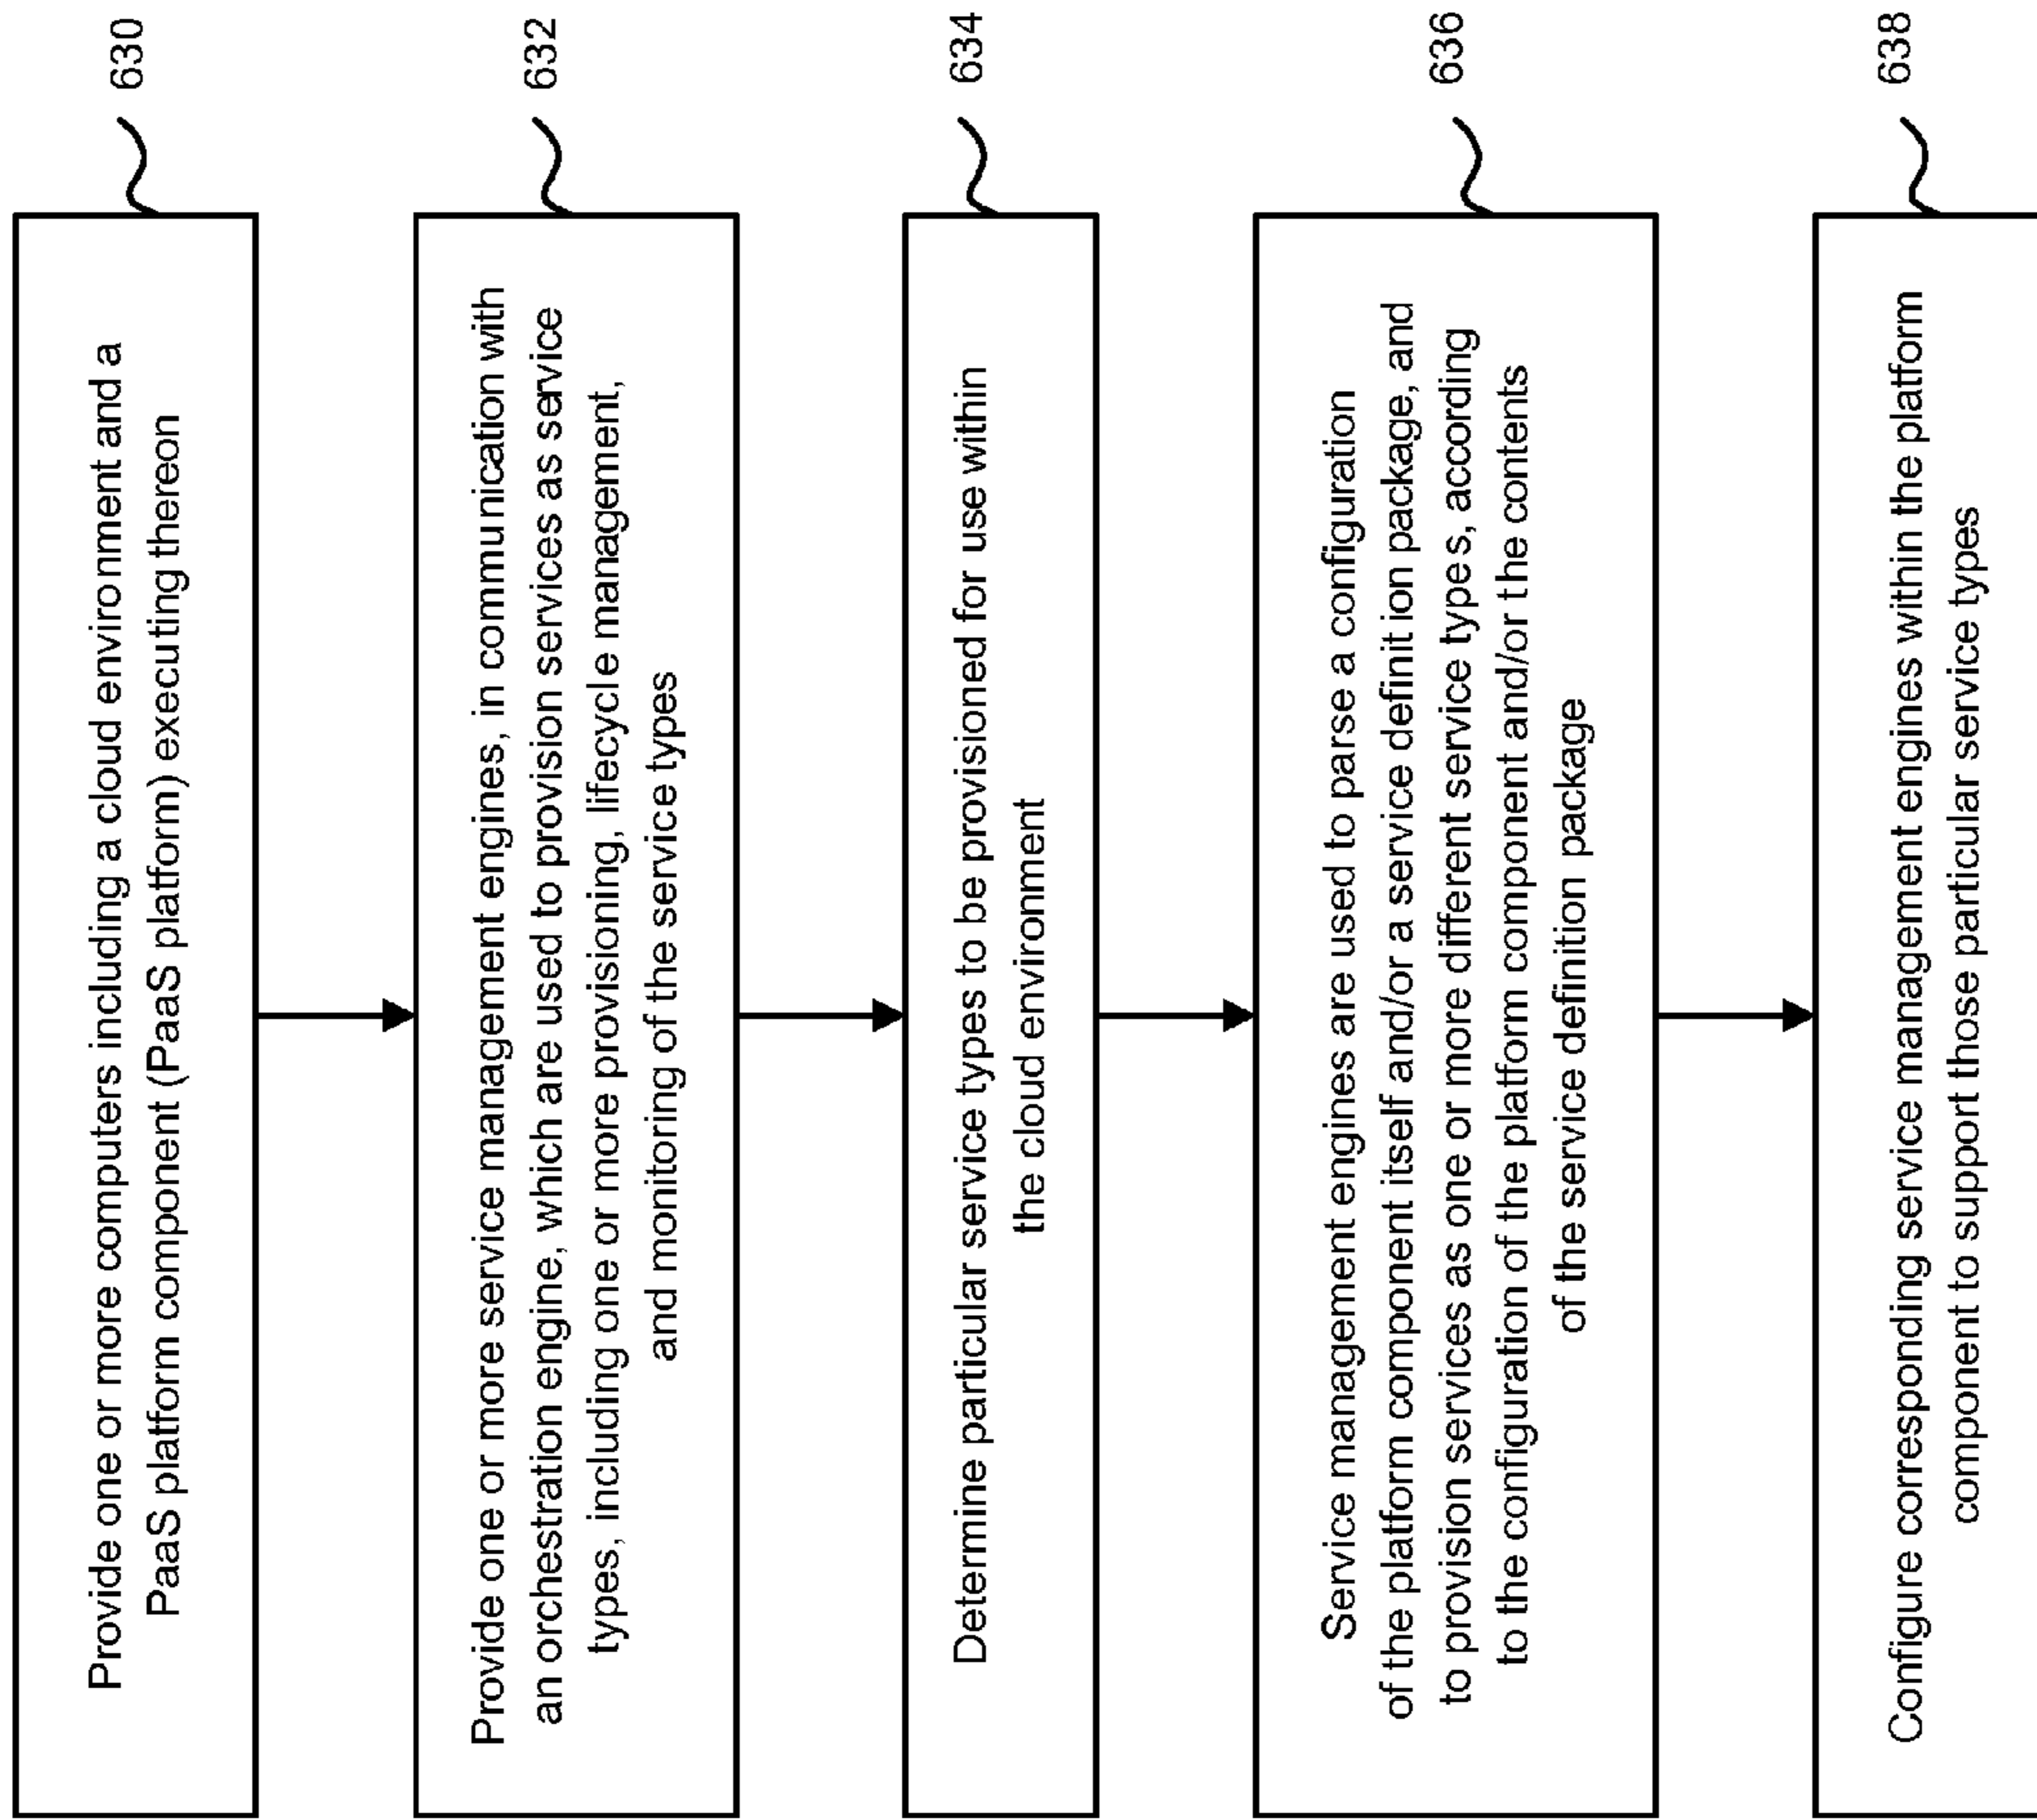 Provide one or more computers including a cloud environment and a
PaaS platform component (PaaS platform) executing thereon
630
Provide one or more service management engines, in communication with
an orchestration engine, which are used to provision services as service
types, including one or more provisioning, lifecycle management,
and monitoring of the service types
632
Determine particular service types to be provisioned for use within
the cloud environment
634
Service management engines are used to parse a configuration
of the platform component itself and/or a service definition package, and
to provision services as one or more different service types, according
to the configuration of the platform component and/or the contents
of the service definition package
636
Configure corresponding service management engines within the platform
component to support those particular service types
638